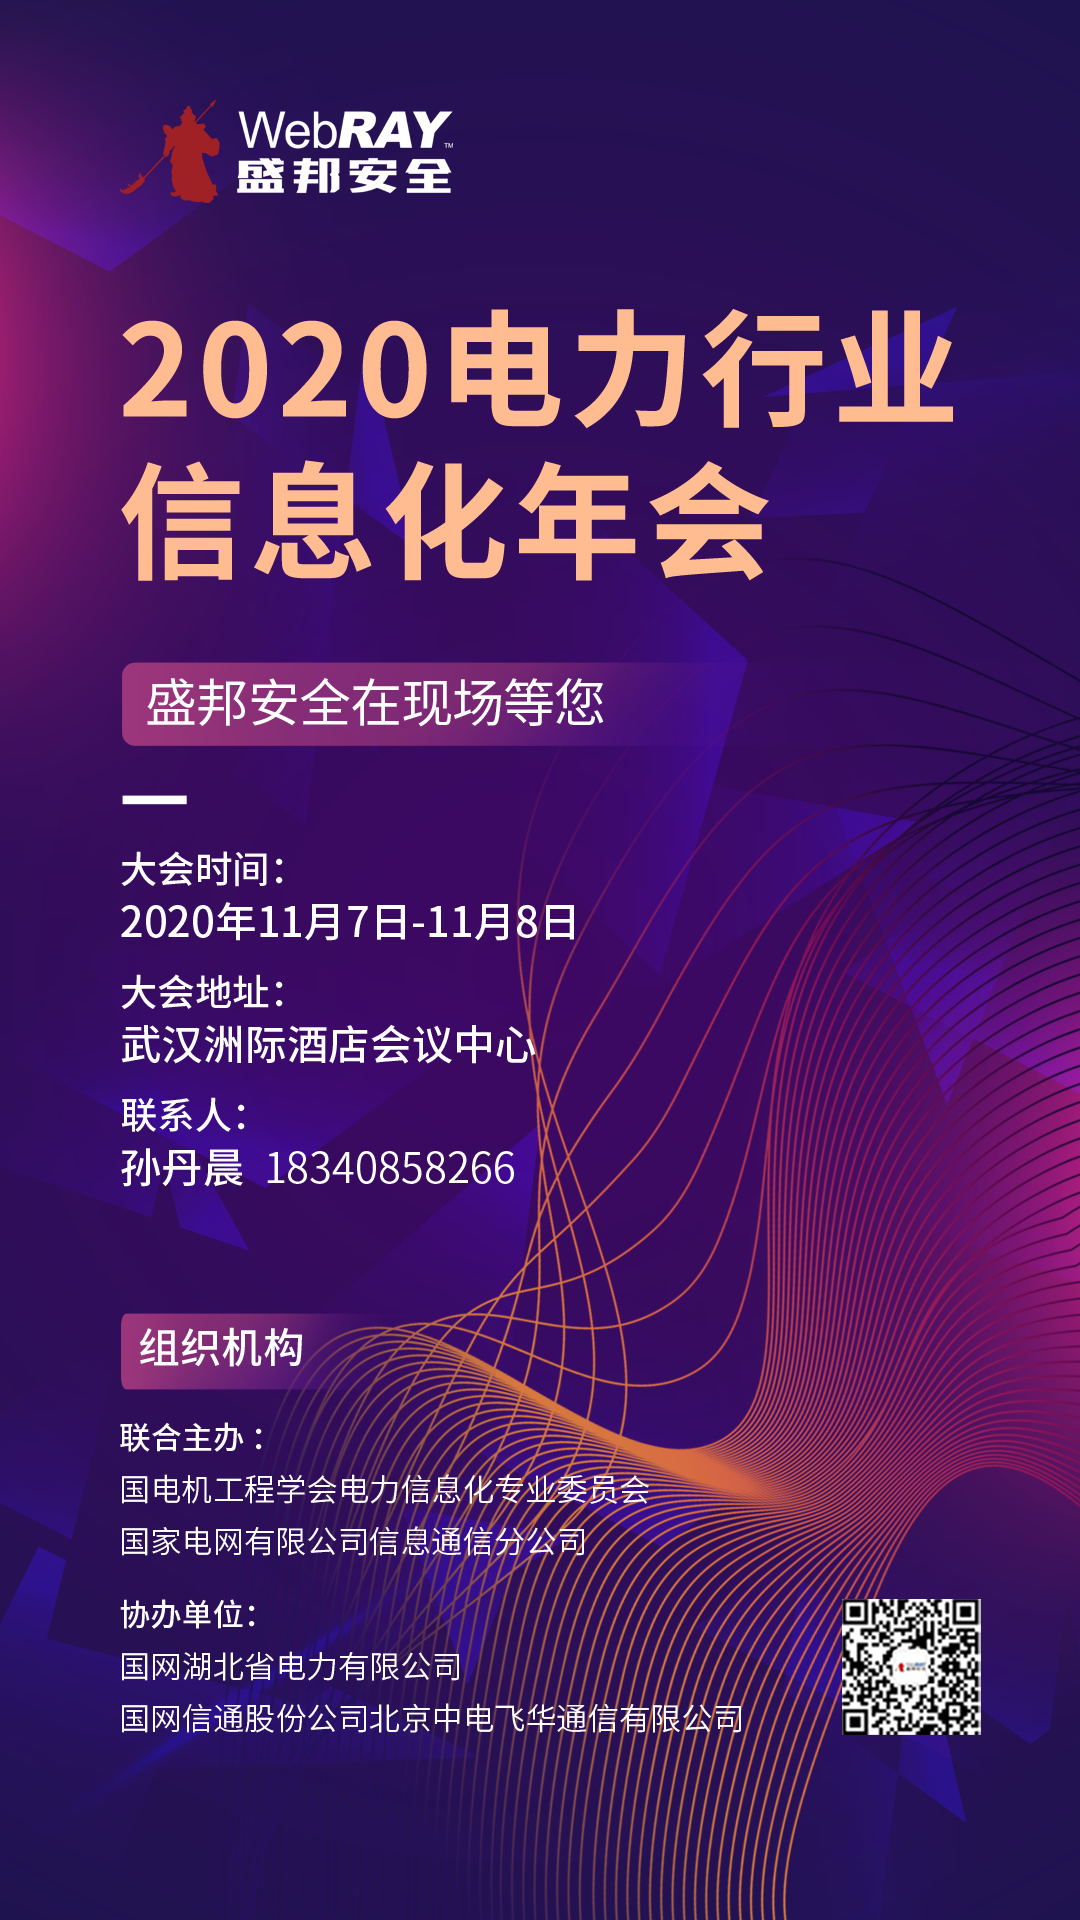 WebRAY™
盛邦安全
2020电力行业
信息化年会
盛邦安全在现场等您
大会时间：
2020年11月7日-11月8日
大会地址：
武汉洲际酒店会议中心
联系人：
孙丹晨 18340858266
组织机构
联合主办：
国电机工程学会电力信息化专业委员会
国家电网有限公司信息通信分公司
协办单位：
国网湖北省电力有限公司
国网信通股份公司北京中电飞华通信有限公司